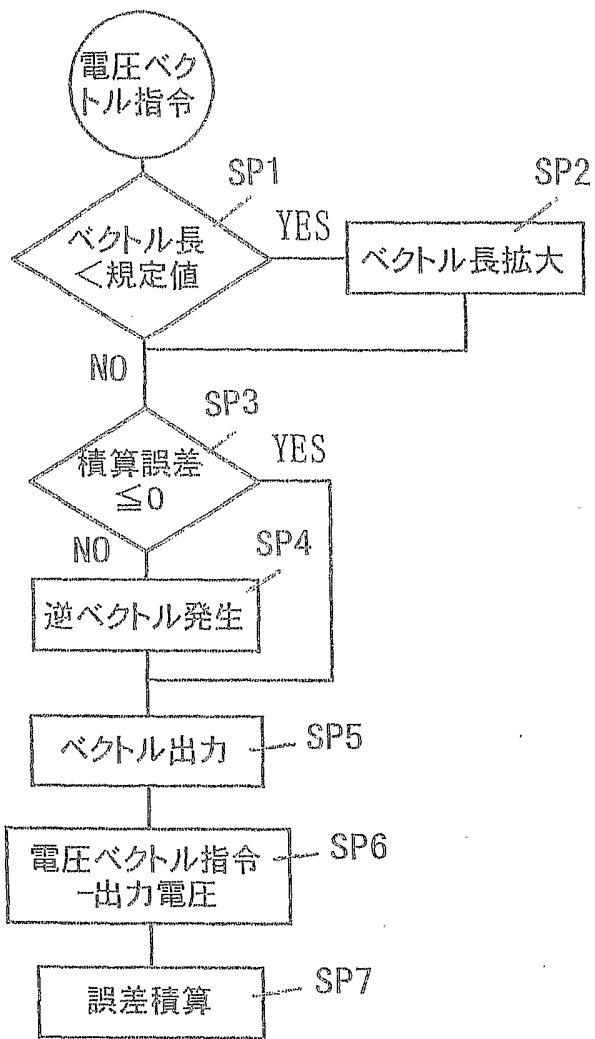 電圧ベク
トル指令
SP1
SP2
ベクトル長
<規定値
YES
ベクトル長拡大
NO
SP3
積算誤差
≦0
YES
NO
SP4
逆ベクトル発生
ベクトル出力
SP5
電圧ベクトル指令
-出力電圧
SP6
誤差積算
SP7